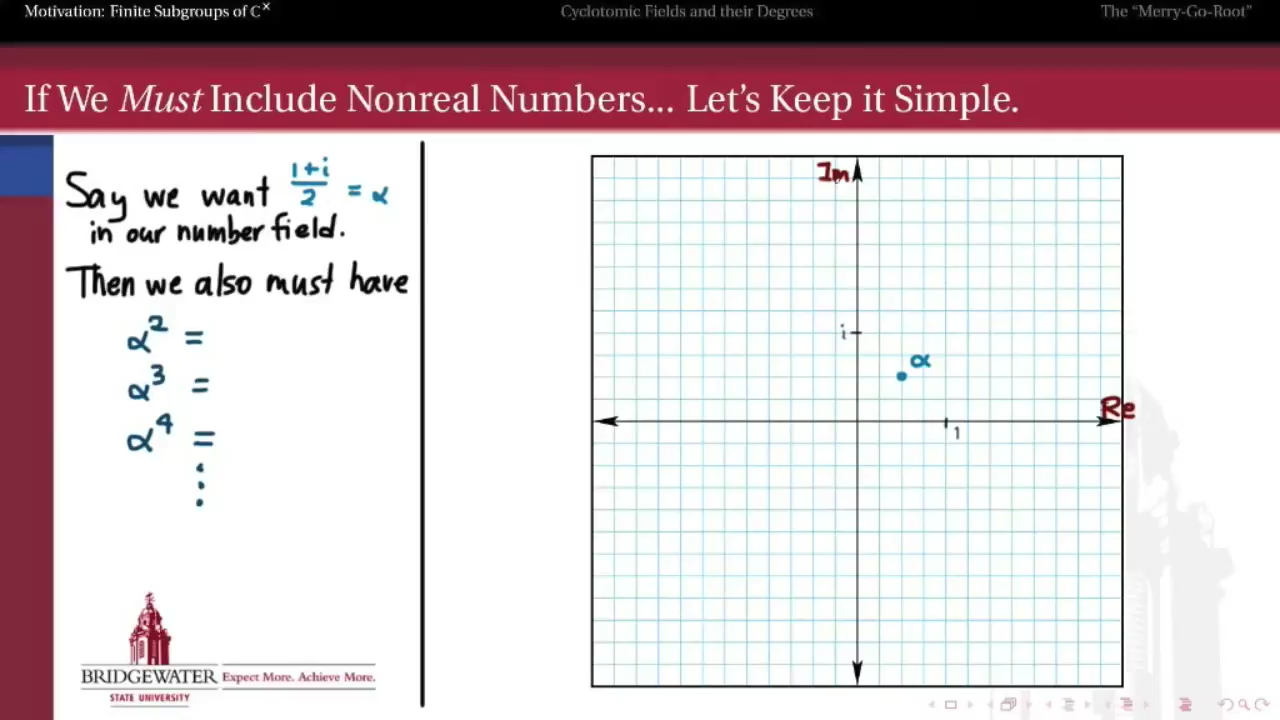 Motivation: Finite Subgroups of C× Cyclotomic Fields and their Degrees The “Merry-Go-Root”
If We Must Include Nonreal Numbers... Let’s Keep it Simple.
Say we want (1+i)/2 = α
in our number field.
Then we also must have
α² =
α³ =
α⁴ =
⋮
Im
i
α
Re
1
BRIDGEWATER
STATE UNIVERSITY
Expect More. Achieve More.